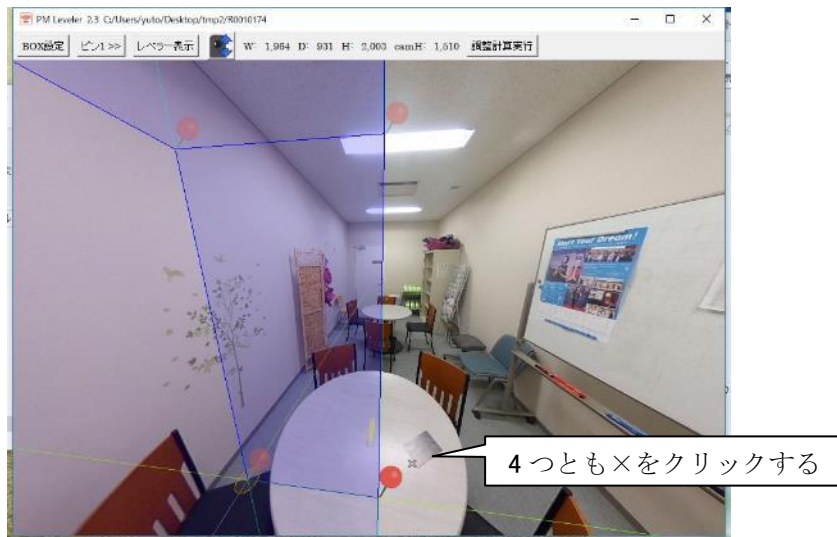 PM Leveler 2.3 C:/Users/yuto/Desktop/tmp2/R0010174
BOX設定 ピン1 >> レベラー表示 W: 1,964 D: 931 H: 2,003 camH: 1,510 調整計算実行
Start Your Dream!
4つとも×をクリックする